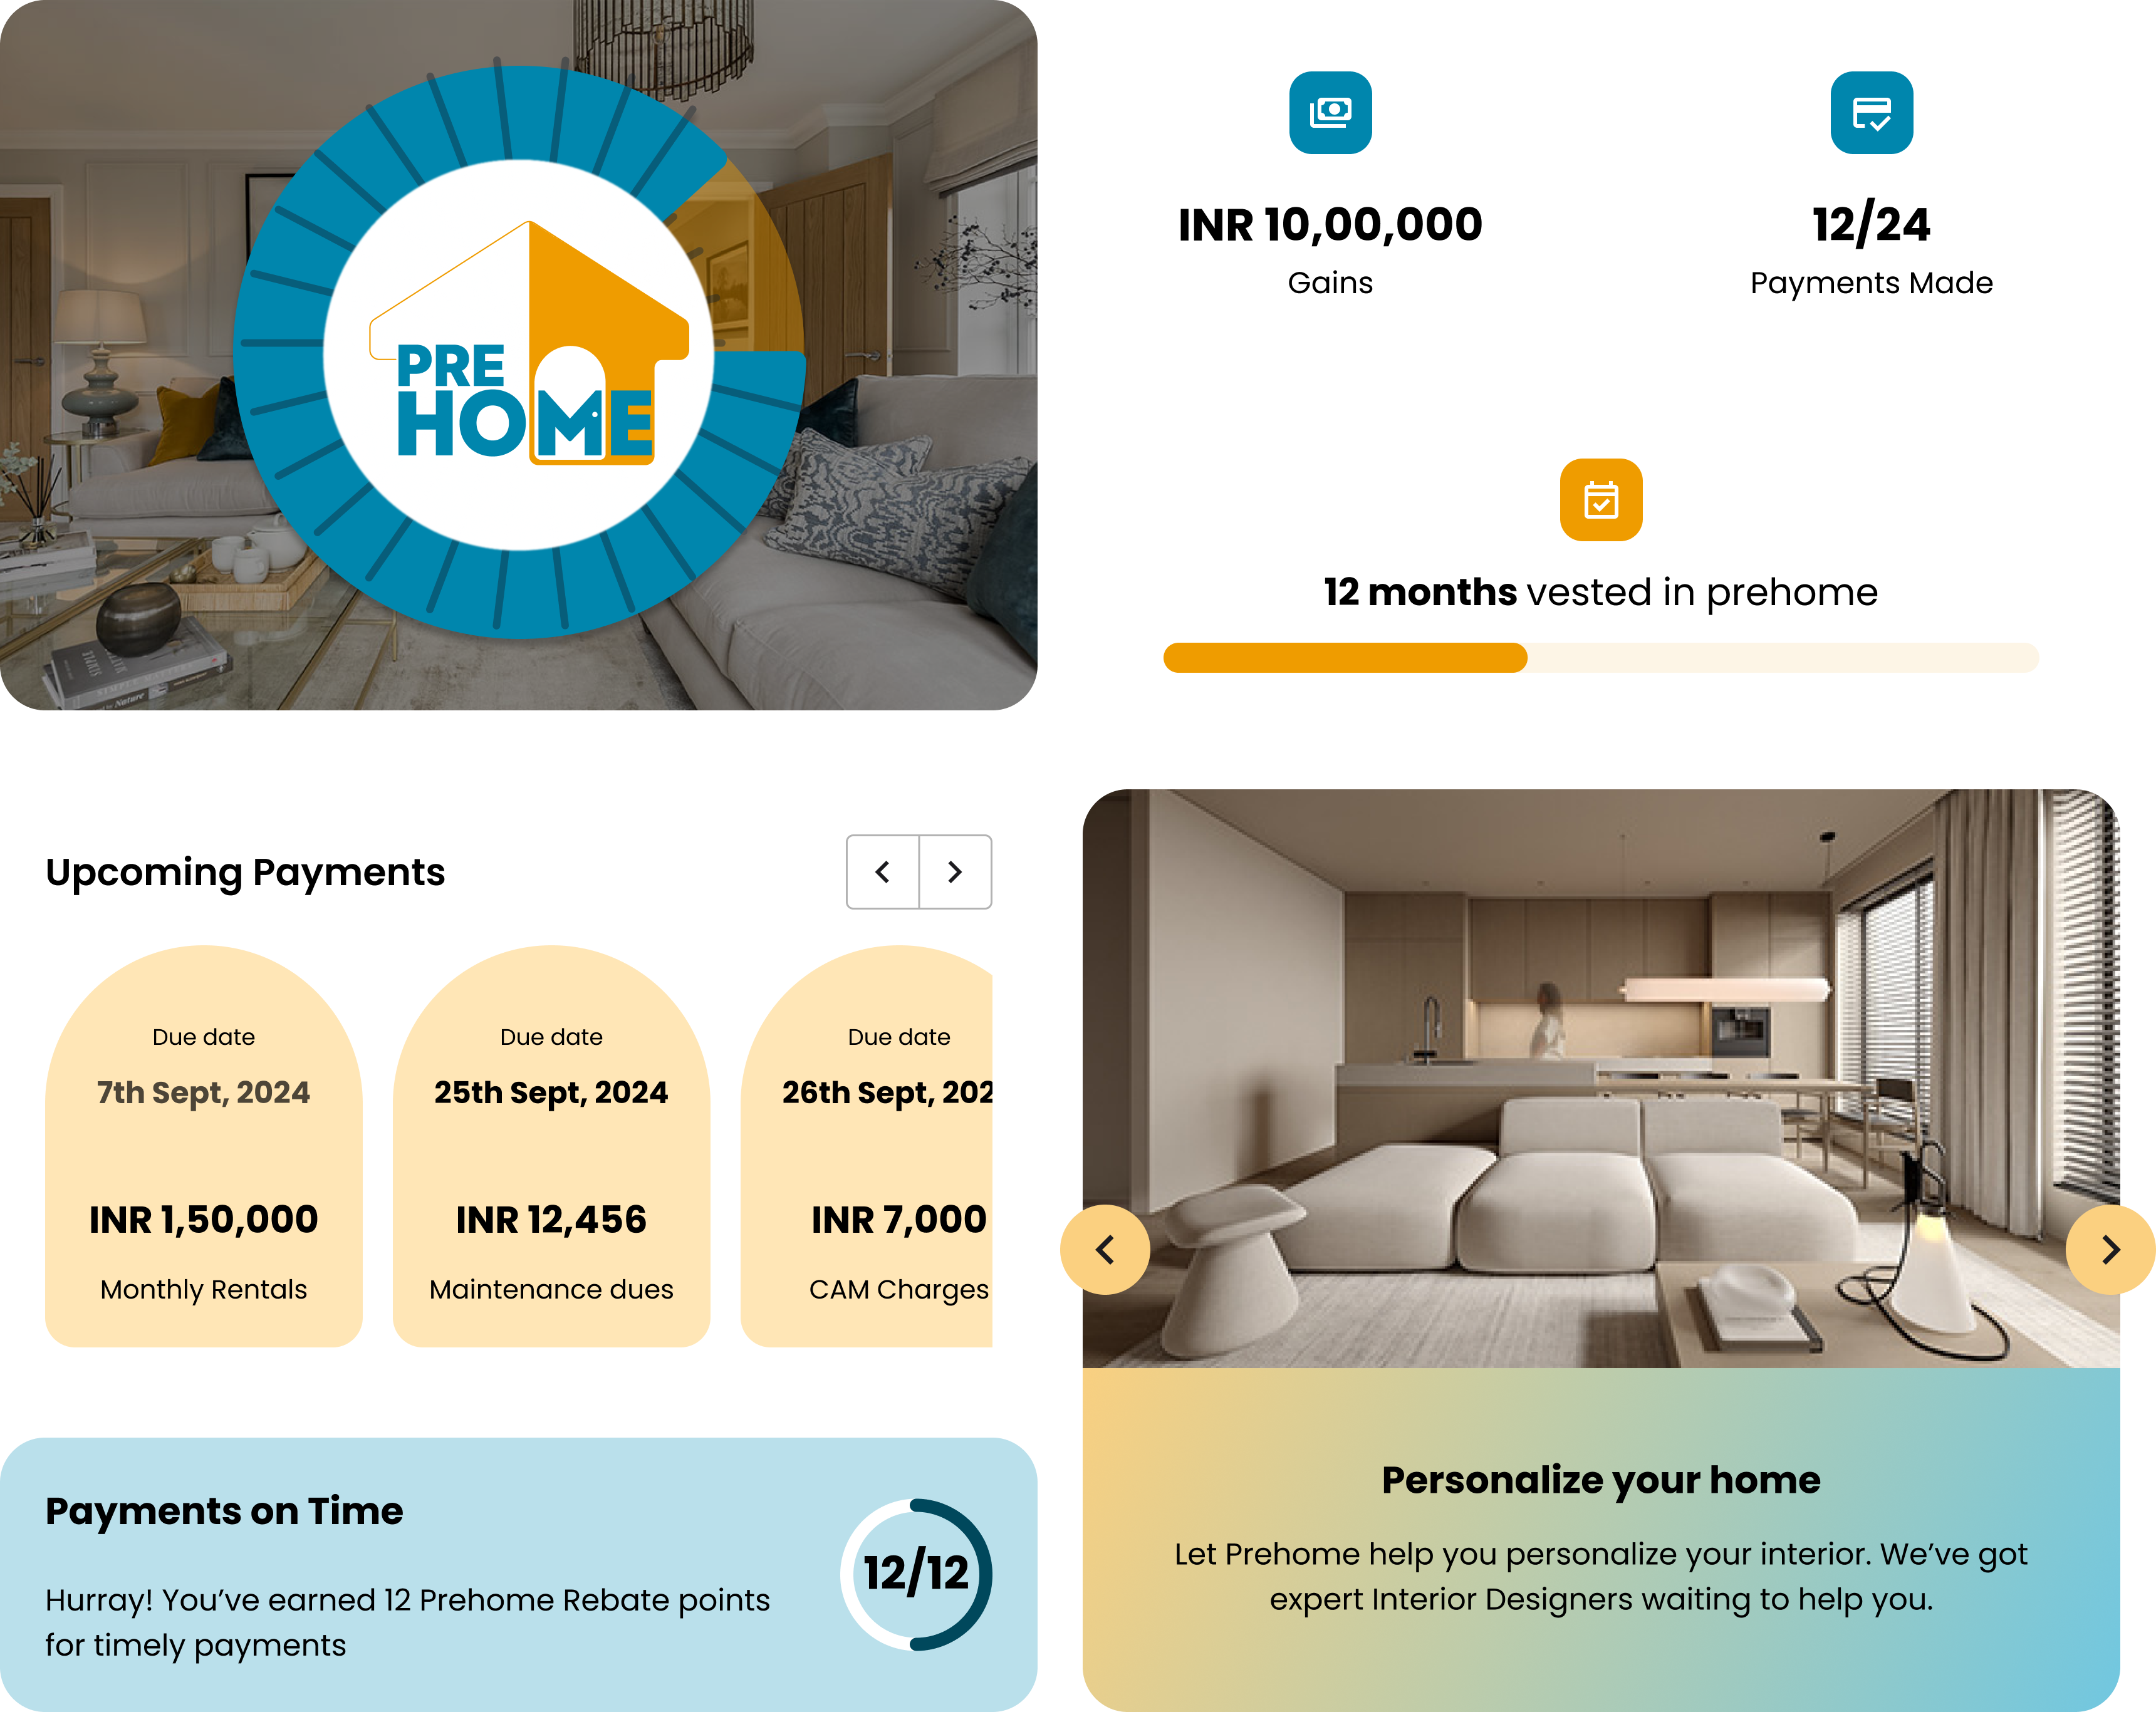 PRE
HOME
INR 10,00,000
Gains
12/24
Payments Made
12 months vested in prehome
Upcoming Payments
Due date
7th Sept, 2024
INR 1,50,000
Monthly Rentals
Due date
25th Sept, 2024
INR 12,456
Maintenance dues
Due date
26th Sept, 202
INR 7,000
CAM Charges
Payments on Time
Hurray! You’ve earned 12 Prehome Rebate points
for timely payments
12/12
Personalize your home
Let Prehome help you personalize your interior. We’ve got
expert Interior Designers waiting to help you.